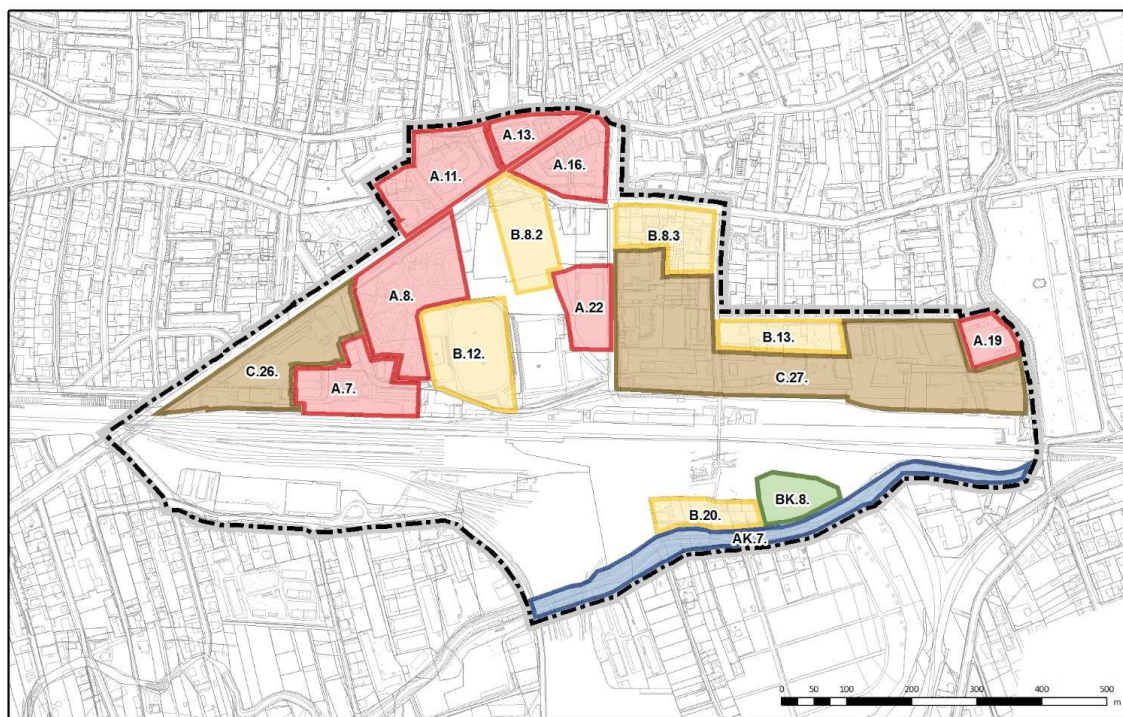 A.13.
A.16.
A.11.
B.8.2
B.8.3
A.8.
A.22
B.12.
B.13.
A.19
C.26.
A.7.
C.27.
BK.8.
B.20.
AK.7.
0 50 100 200 300 400 500
m